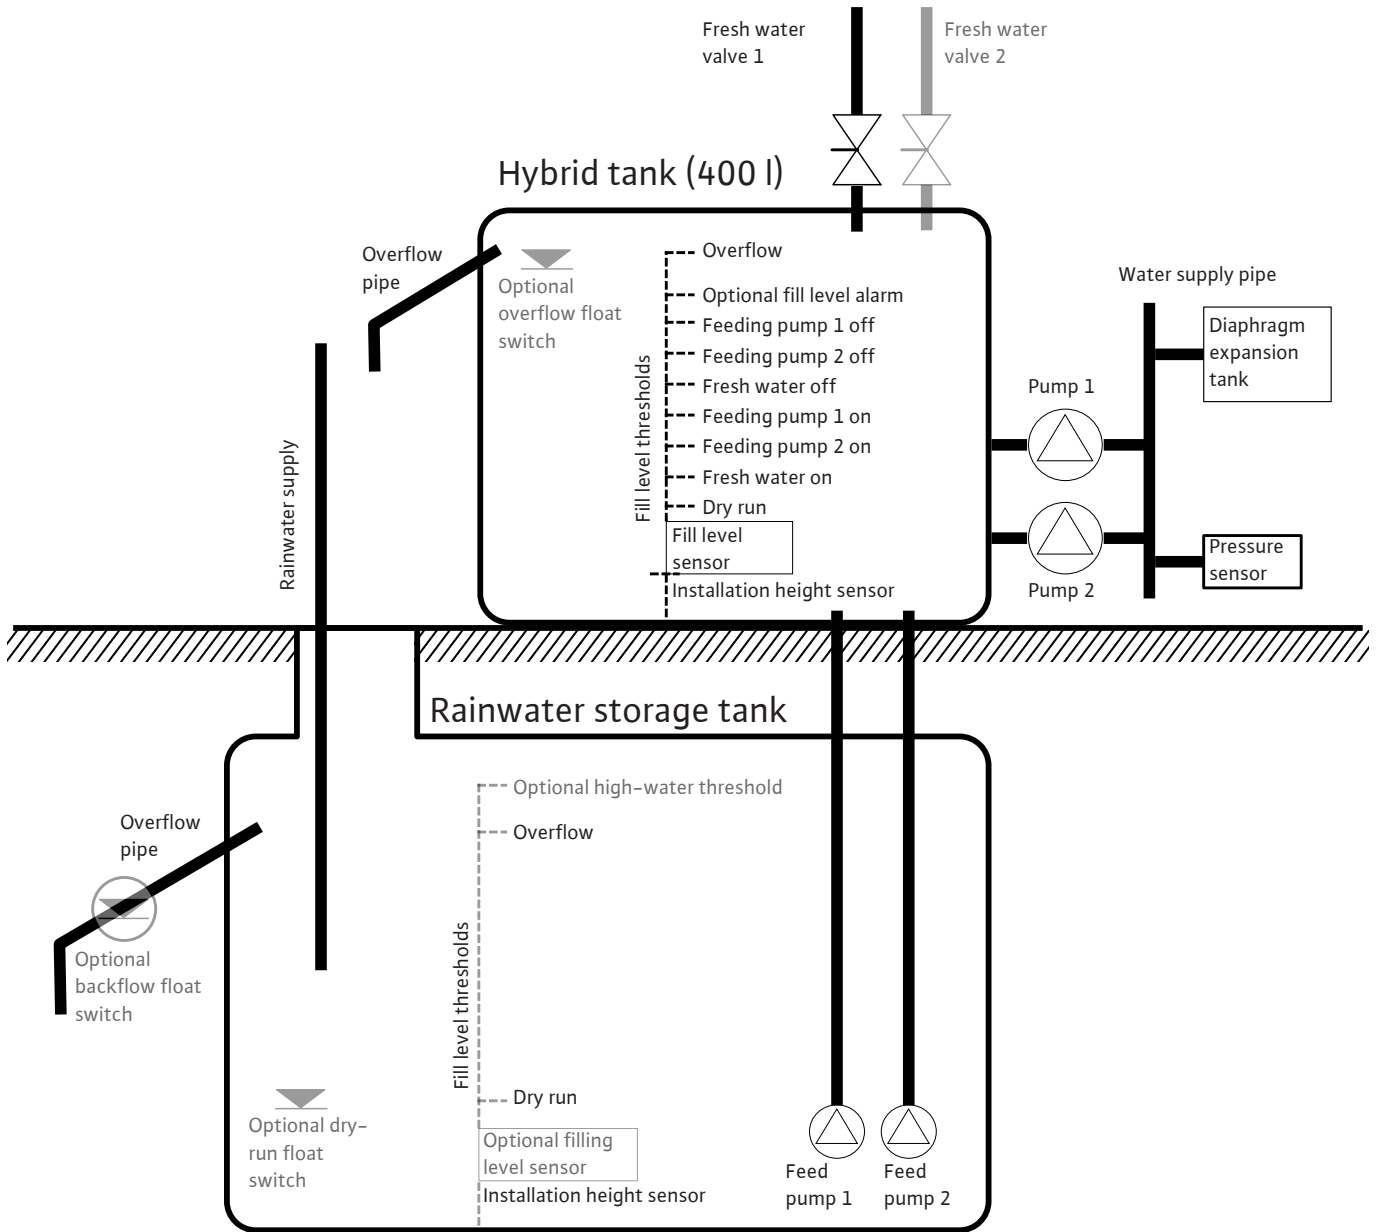 Fresh water
valve 1
Fresh water
valve 2
Hybrid tank (400 l)
Overflow
pipe
Optional
overflow float
switch
Fill level thresholds
Overflow
Optional fill level alarm
Feeding pump 1 off
Feeding pump 2 off
Fresh water off
Feeding pump 1 on
Feeding pump 2 on
Fresh water on
Dry run
Fill level
sensor
Installation height sensor
Water supply pipe
Diaphragm
expansion
tank
Pump 1
Pump 2
Pressure
sensor
Rainwater supply
Rainwater storage tank
Optional high-water threshold
Overflow
Overflow
pipe
Optional
backflow float
switch
Fill level thresholds
Dry run
Optional dry-
run float
switch
Optional filling
level sensor
Installation height sensor
Feed
pump 1
Feed
pump 2